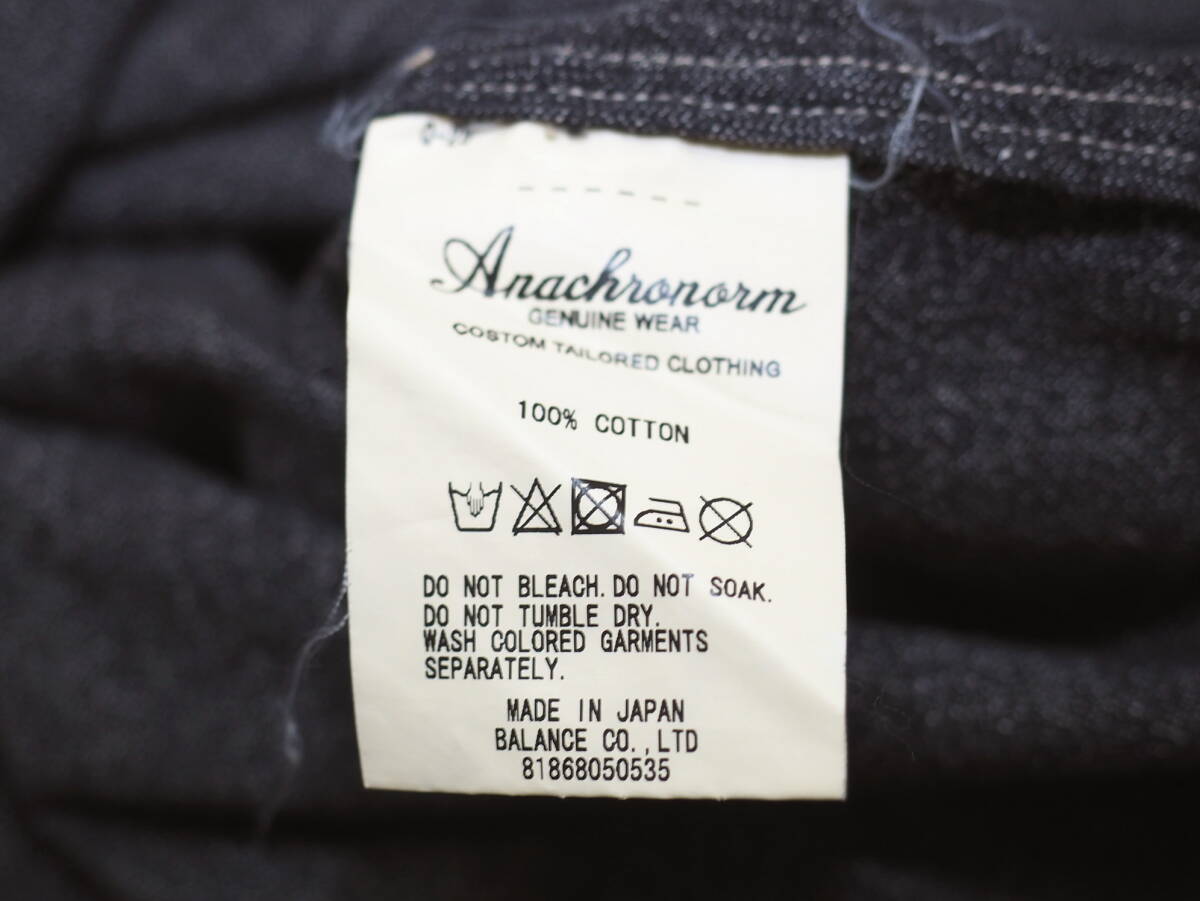 Anachronorm
GENUINE WEAR
COSTOM TAILORED CLOTHING
100% COTTON
DO NOT BLEACH. DO NOT SOAK.
DO NOT TUMBLE DRY.
WASH COLORED GARMENTS
SEPARATELY.
MADE IN JAPAN
BALANCE CO.,LTD
81868050535